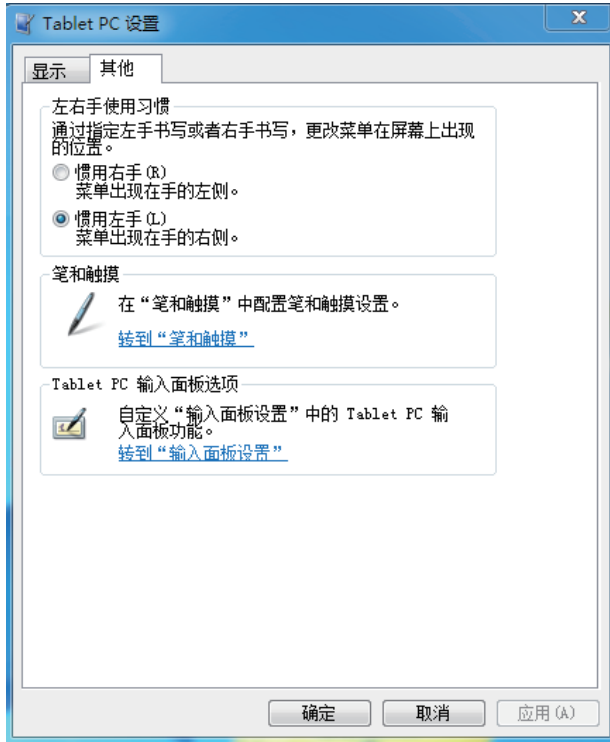 Tablet PC 设置
显示
其他
左右手使用习惯
通过指定左手书写或者右手书写，更改菜单在屏幕上出现
的位置。
惯用右手(R)
菜单出现在手的左侧。
惯用左手(L)
菜单出现在手的右侧。
笔和触摸
在“笔和触摸”中配置笔和触摸设置。
转到“笔和触摸”
Tablet PC 输入面板选项
自定义“输入面板设置”中的 Tablet PC 输
入面板功能。
转到“输入面板设置”
确定
取消
应用(A)